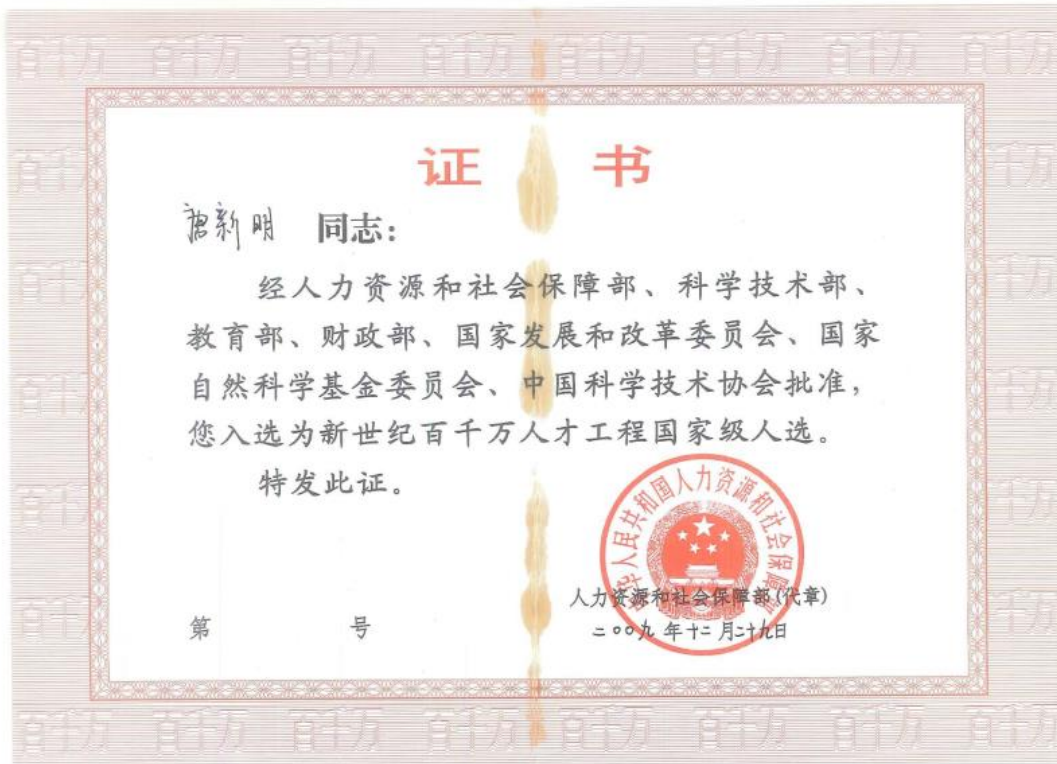 证 书
唐新明 同志：
经人力资源和社会保障部、科学技术部、
教育部、财政部、国家发展和改革委员会、国家
自然科学基金委员会、中国科学技术协会批准，
您入选为新世纪百千万人才工程国家级人选。
特发此证。
中华人民共和国人力资源和社会保障部
人力资源和社会保障部(代章)
第 号
二〇〇九年十二月二十九日
百千万